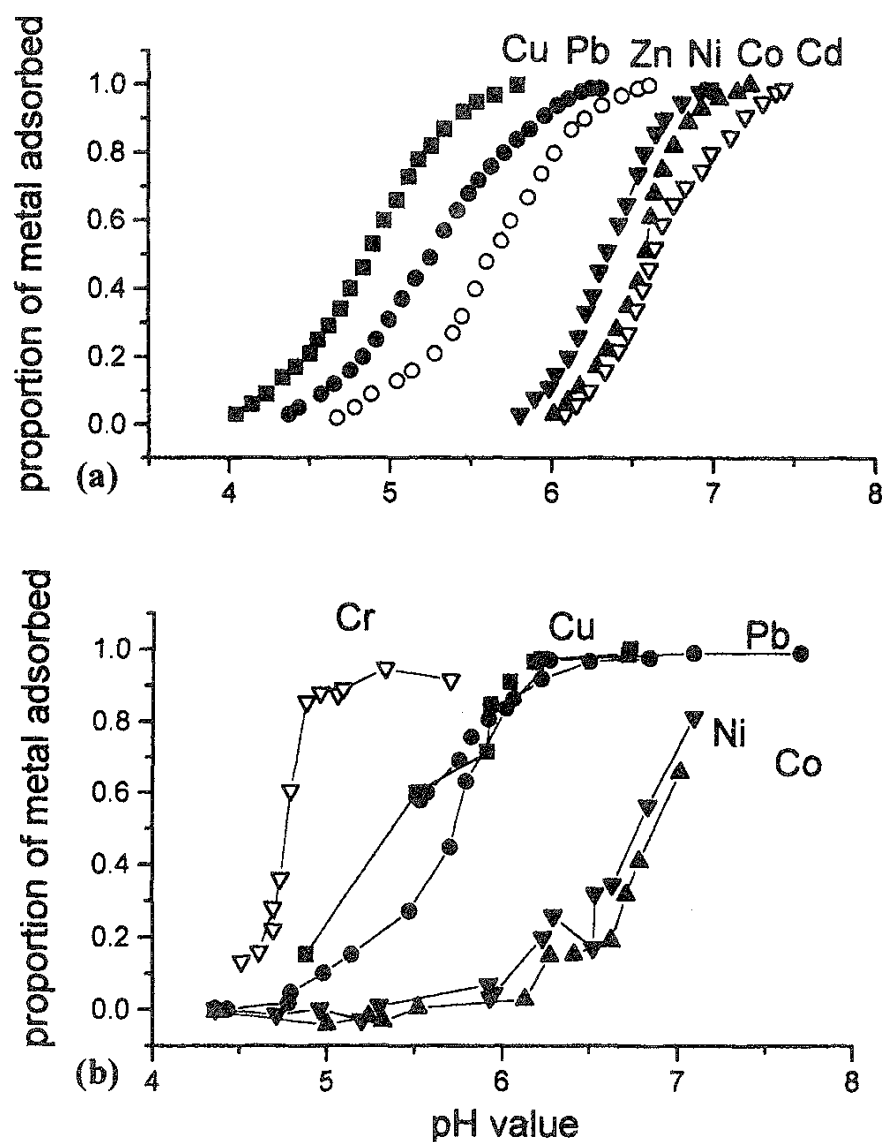 Cu Pb Zn Ni Co Cd
proportion of metal adsorbed
1.0
0.8
0.6
0.4
0.2
0.0
(a)
4 5 6 7 8
Cr Cu Pb
Ni
Co
proportion of metal adsorbed
1.0
0.8
0.6
0.4
0.2
0.0
(b)
4 5 6 7 8
pH value